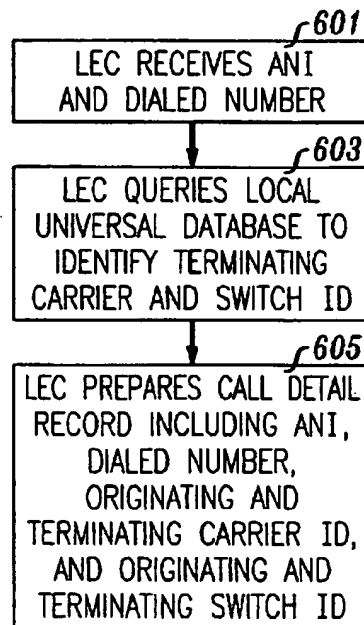 601
LEC RECEIVES ANI
AND DIALED NUMBER
603
LEC QUERIES LOCAL
UNIVERSAL DATABASE TO
IDENTIFY TERMINATING
CARRIER AND SWITCH ID
605
LEC PREPARES CALL DETAIL
RECORD INCLUDING ANI,
DIALED NUMBER,
ORIGINATING AND
TERMINATING CARRIER ID,
AND ORIGINATING AND
TERMINATING SWITCH ID